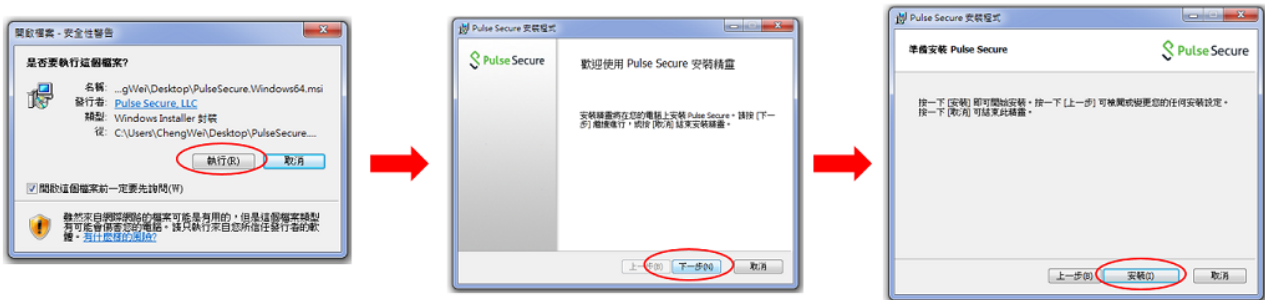 開啟檔案 - 安全性警告
是否要執行這個檔案?
名稱: ...gWei\Desktop\PulseSecure.Windows64.msi
發行者: Pulse Secure, LLC
類型: Windows Installer 封裝
從: C:\Users\ChengWei\Desktop\PulseSecure....
執行(R)
取消
開啟這個檔案前一定要先詢問(W)
雖然來自網際網路的檔案可能是有用的，但是這個檔案類型
有可能會傷害您的電腦。請只執行來自您所信任發行者的軟
體。有什麼樣的風險?
Pulse Secure 安裝程式
Pulse Secure
歡迎使用 Pulse Secure 安裝精靈
安裝精靈將在您的電腦上安裝 Pulse Secure。請按 [下一
步] 繼續進行，或按 [取消] 結束安裝精靈。
上一步(B)
下一步(N)
取消
Pulse Secure 安裝程式
準備安裝 Pulse Secure
Pulse Secure
按一下 [安裝] 即可開始安裝。按一下 [上一步] 可檢閱或變更您的任何安裝設定。
按一下 [取消] 可結束此精靈。
上一步(B)
安裝(I)
取消